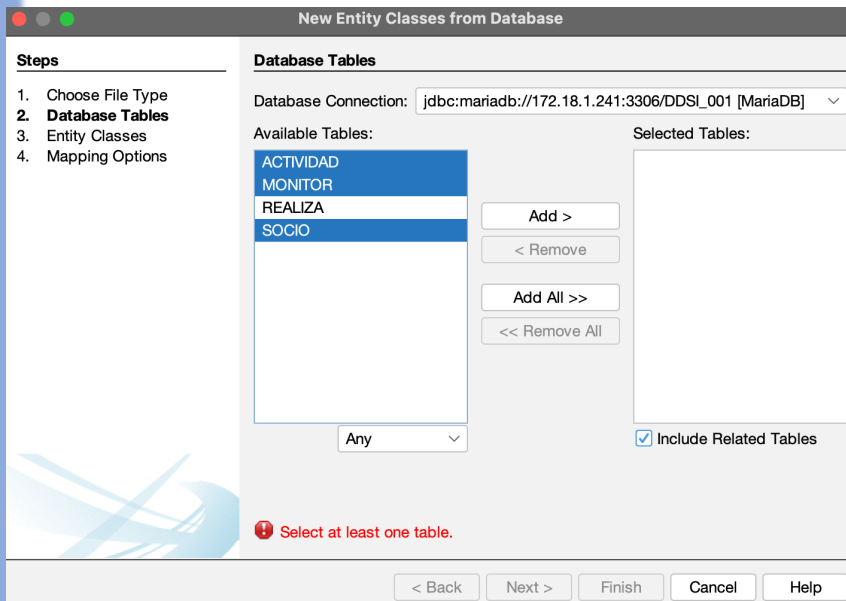 New Entity Classes from Database
Steps
1. Choose File Type
2. Database Tables
3. Entity Classes
4. Mapping Options
Database Tables
Database Connection: jdbc:mariadb://172.18.1.241:3306/DDSI_001 [MariaDB]
Available Tables:
Selected Tables:
ACTIVIDAD
MONITOR
REALIZA
SOCIO
Add >
< Remove
Add All >>
<< Remove All
Any
Include Related Tables
Select at least one table.
< Back Next > Finish Cancel Help